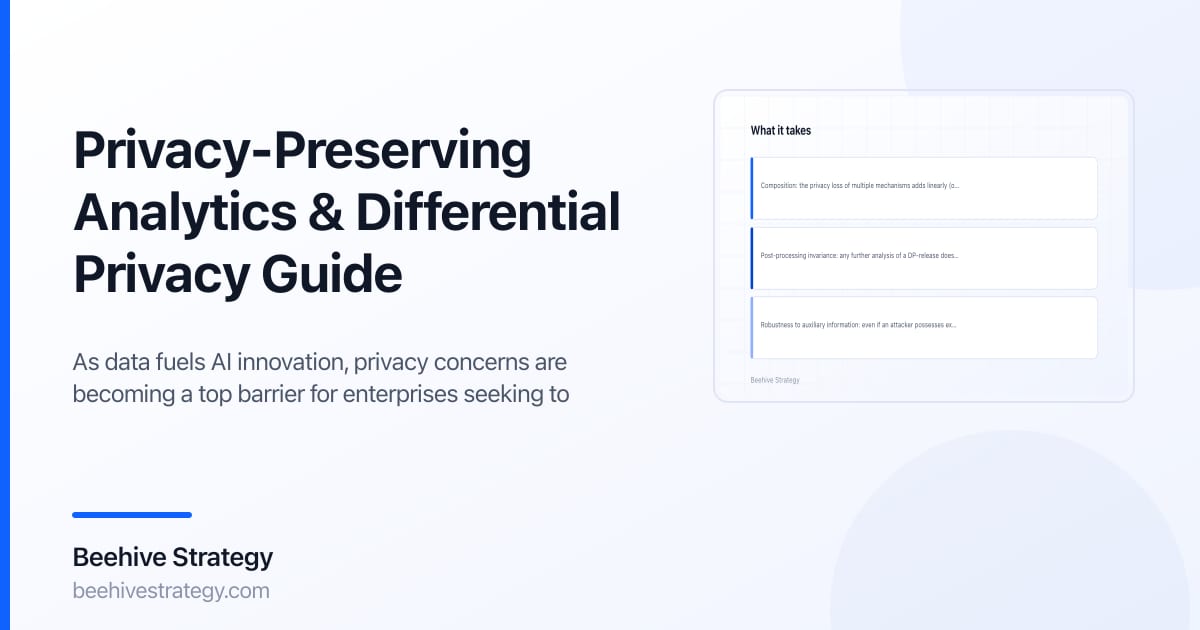 Privacy-Preserving
Analytics & Differential
Privacy Guide
As data fuels AI innovation, privacy concerns are
becoming a top barrier for enterprises seeking to
Beehive Strategy
beehivestrategy.com
What it takes
Composition: the privacy loss of multiple mechanisms adds linearly (o...
Post-processing invariance: any further analysis of a DP-release does...
Robustness to auxiliary information: even if an attacker possesses ex...
Beehive Strategy